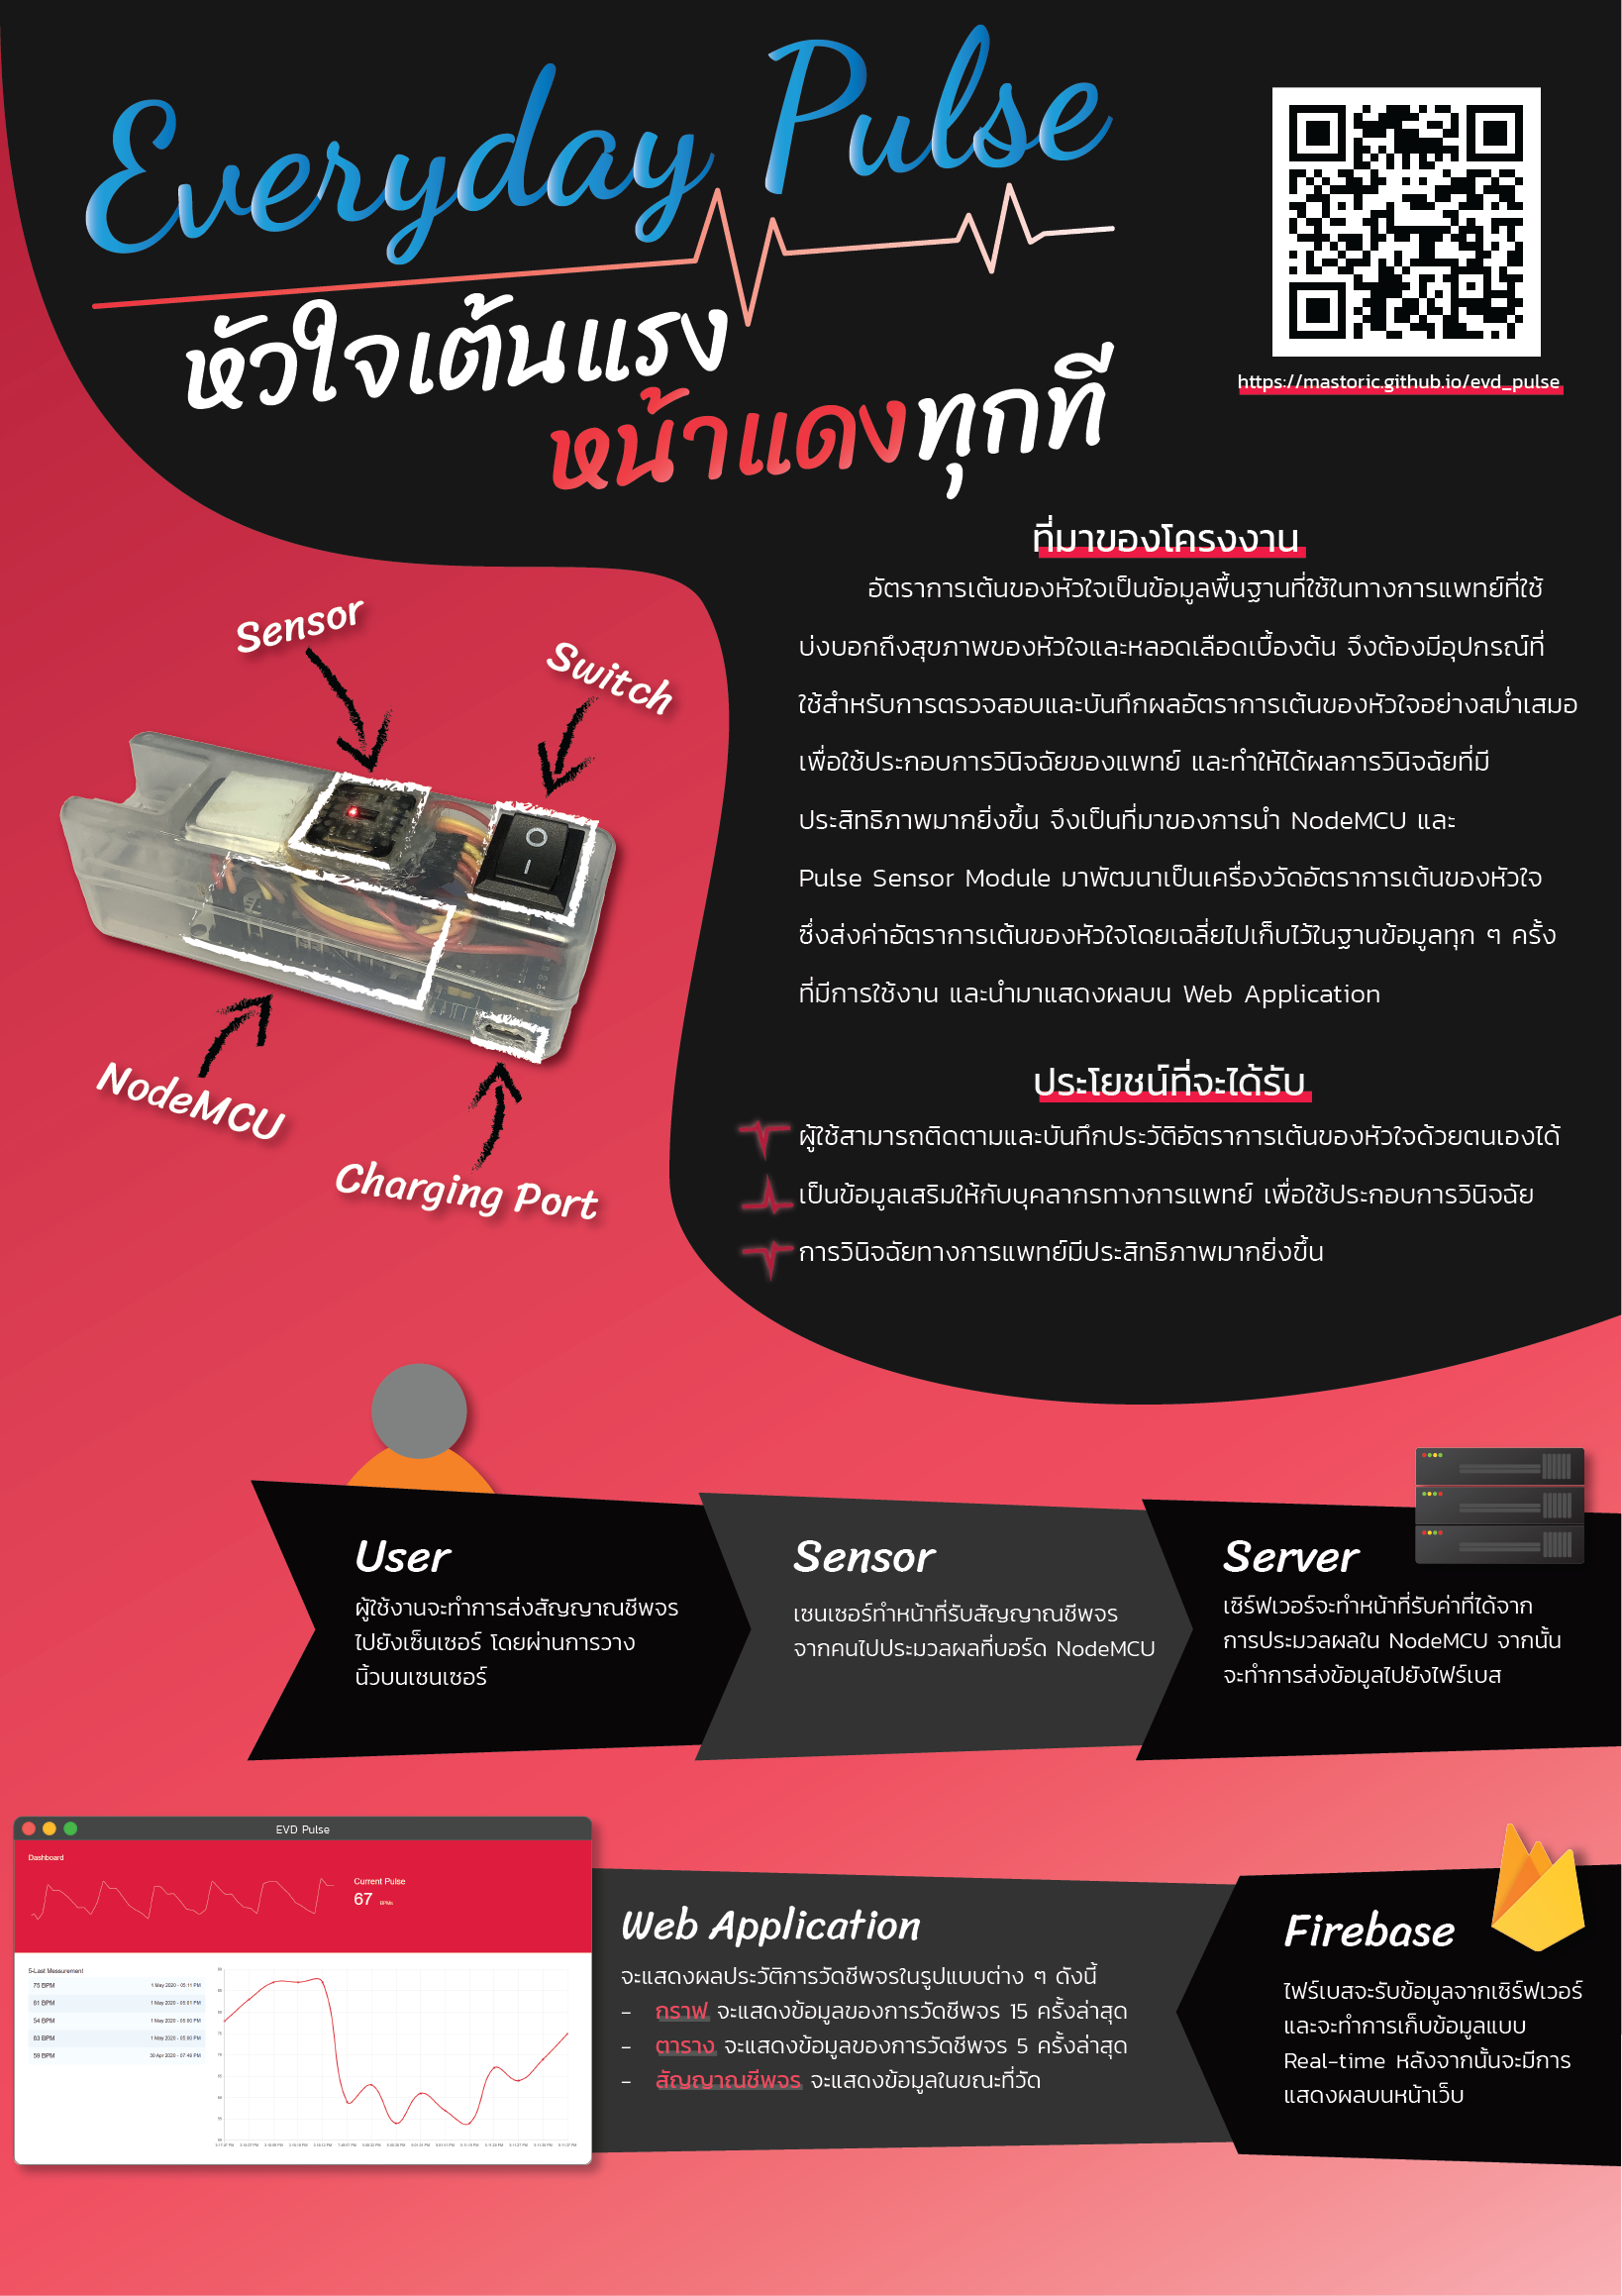 Everyday Pulse
หัวใจเต้นแรง
หน้าแดงทุกที
https://mastoric.github.io/evd_pulse
ที่มาของโครงงาน
อัตราการเต้นของหัวใจเป็นข้อมูลพื้นฐานที่ใช้ในทางการแพทย์ที่ใช้
บ่งบอกถึงสุขภาพของหัวใจและหลอดเลือดเบื้องต้น จึงต้องมีอุปกรณ์ที่
ใช้สำหรับการตรวจสอบและบันทึกผลอัตราการเต้นของหัวใจอย่างสม่ำเสมอ
เพื่อใช้ประกอบการวินิจฉัยของแพทย์ และทำให้ได้ผลการวินิจฉัยที่มี
ประสิทธิภาพมากยิ่งขึ้น จึงเป็นที่มาของการนำ NodeMCU และ
Pulse Sensor Module มาพัฒนาเป็นเครื่องวัดอัตราการเต้นของหัวใจ
ซึ่งส่งค่าอัตราการเต้นของหัวใจโดยเฉลี่ยไปเก็บไว้ในฐานข้อมูลทุก ๆ ครั้ง
ที่มีการใช้งาน และนำมาแสดงผลบน Web Application
Sensor
Switch
NodeMCU
Charging Port
ประโยชน์ที่จะได้รับ
ผู้ใช้สามารถติดตามและบันทึกประวัติอัตราการเต้นของหัวใจด้วยตนเองได้
เป็นข้อมูลเสริมให้กับบุคลากรทางการแพทย์ เพื่อใช้ประกอบการวินิจฉัย
การวินิจฉัยทางการแพทย์มีประสิทธิภาพมากยิ่งขึ้น
User
ผู้ใช้งานจะทำการส่งสัญญาณชีพจร
ไปยังเซ็นเซอร์ โดยผ่านการวาง
นิ้วบนเซนเซอร์
Sensor
เซนเซอร์ทำหน้าที่รับสัญญาณชีพจร
จากคนไปประมวลผลที่บอร์ด NodeMCU
Server
เซิร์ฟเวอร์จะทำหน้าที่รับค่าที่ได้จาก
การประมวลผลใน NodeMCU จากนั้น
จะทำการส่งข้อมูลไปยังไฟร์เบส
EVD Pulse
Dashboard
Current Pulse
67 BPMs
5-Last Measurement
75 BPM 1 May 2020 - 05:11 PM
61 BPM 1 May 2020 - 05:01 PM
54 BPM 1 May 2020 - 05:00 PM
63 BPM 1 May 2020 - 05:00 PM
58 BPM 30 Apr 2020 - 07:49 PM
Web Application
จะแสดงผลประวัติการวัดชีพจรในรูปแบบต่าง ๆ ดังนี้
- กราฟ จะแสดงข้อมูลของการวัดชีพจร 15 ครั้งล่าสุด
- ตาราง จะแสดงข้อมูลของการวัดชีพจร 5 ครั้งล่าสุด
- สัญญาณชีพจร จะแสดงข้อมูลในขณะที่วัด
Firebase
ไฟร์เบสจะรับข้อมูลจากเซิร์ฟเวอร์
และจะทำการเก็บข้อมูลแบบ
Real-time หลังจากนั้นจะมีการ
แสดงผลบนหน้าเว็บ